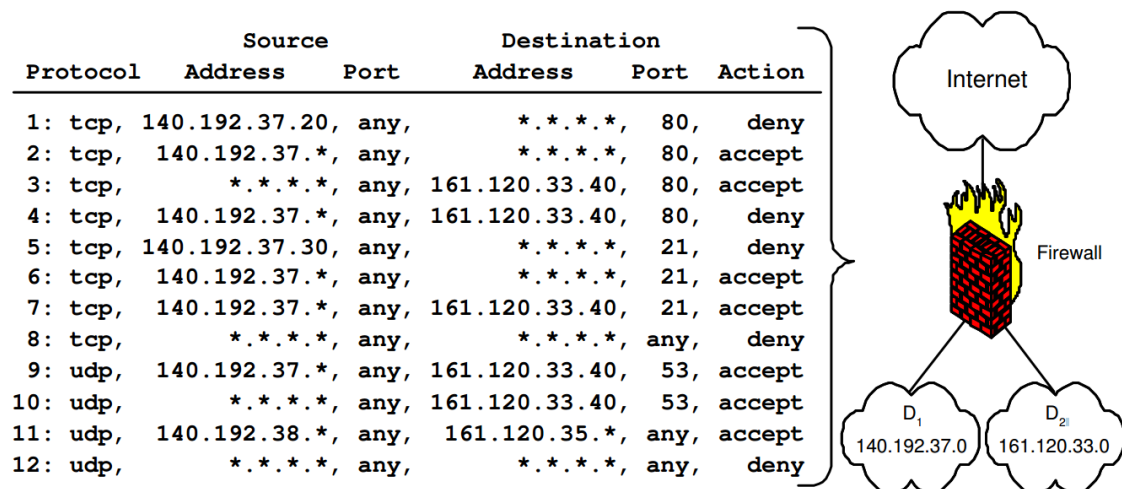 Source Destination
Protocol Address Port Address Port Action
1: tcp, 140.192.37.20, any, *.*.*.*, 80, deny
2: tcp, 140.192.37.*, any, *.*.*.*, 80, accept
3: tcp, *.*.*.*, any, 161.120.33.40, 80, accept
4: tcp, 140.192.37.*, any, 161.120.33.40, 80, deny
5: tcp, 140.192.37.30, any, *.*.*.*, 21, deny
6: tcp, 140.192.37.*, any, *.*.*.*, 21, accept
7: tcp, 140.192.37.*, any, 161.120.33.40, 21, accept
8: tcp, *.*.*.*, any, *.*.*.*, any, deny
9: udp, 140.192.37.*, any, 161.120.33.40, 53, accept
10: udp, *.*.*.*, any, 161.120.33.40, 53, accept
11: udp, 140.192.38.*, any, 161.120.35.*, any, accept
12: udp, *.*.*.*, any, *.*.*.*, any, deny
Internet
Firewall
D1
140.192.37.0
D2
161.120.33.0